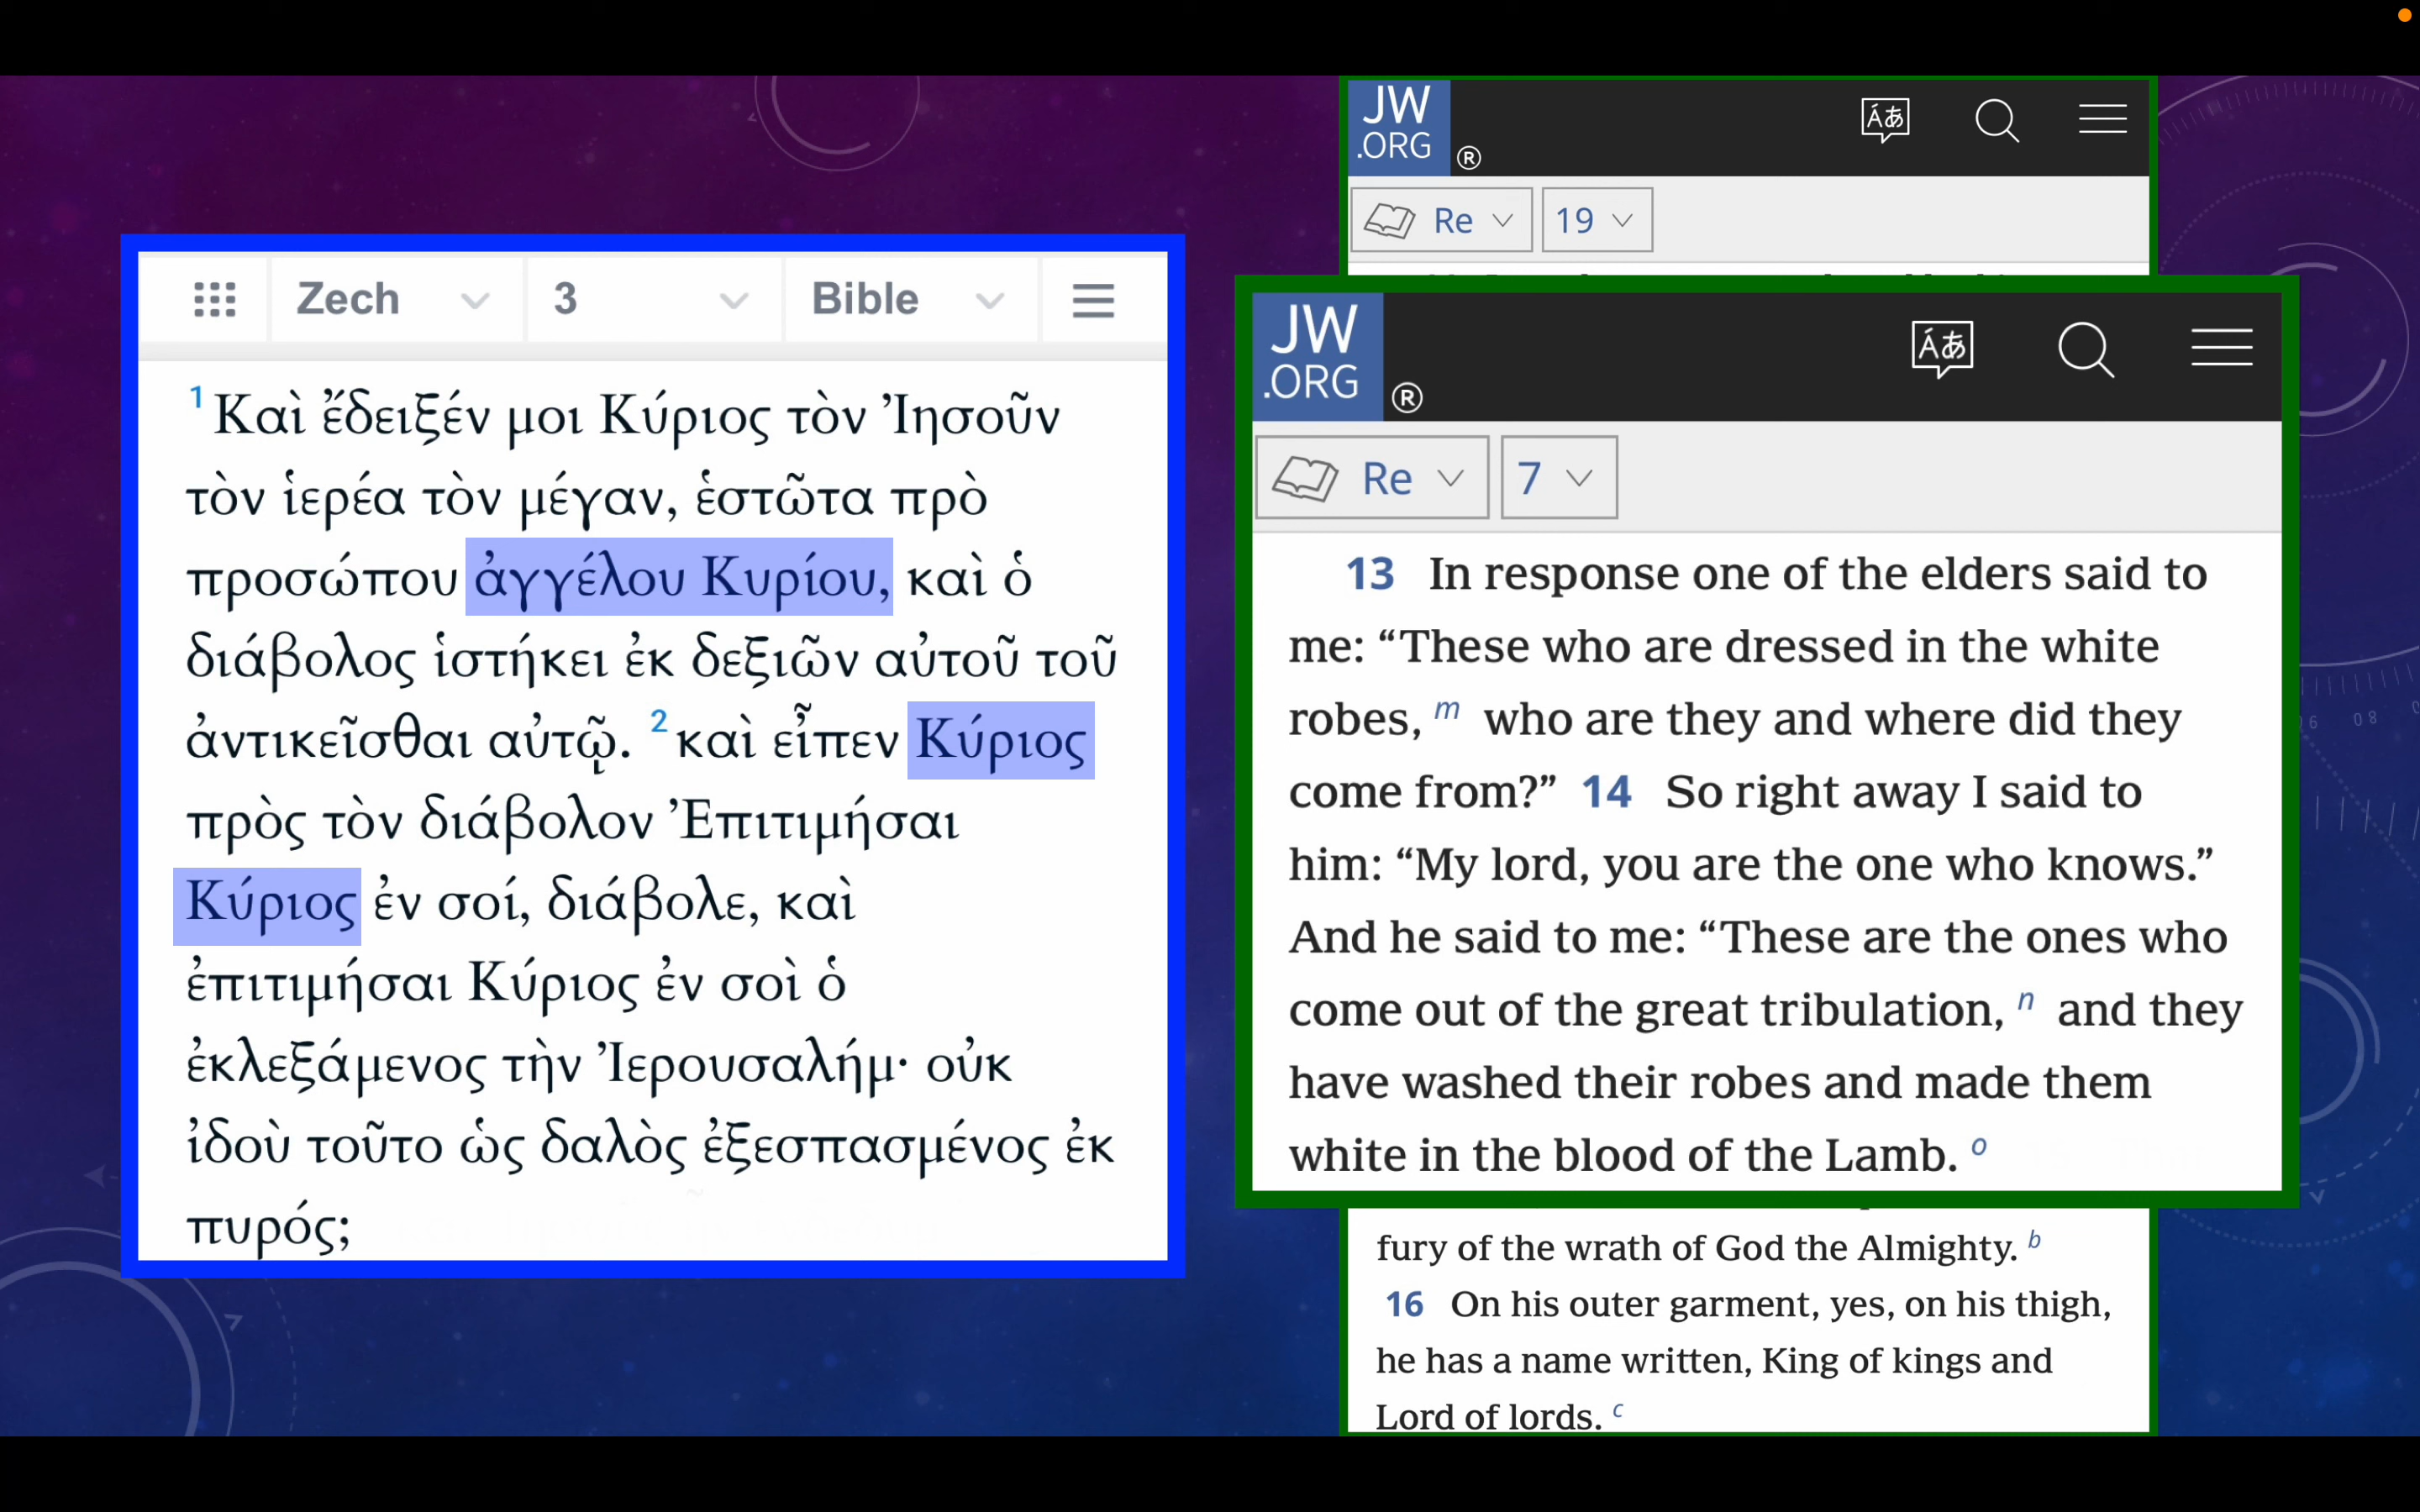 Zech 3 Bible
1 Καὶ ἔδειξέν μοι Κύριος τὸν Ἰησοῦν
τὸν ἱερέα τὸν μέγαν, ἑστῶτα πρὸ
προσώπου ἀγγέλου Κυρίου, καὶ ὁ
διάβολος ἱστήκει ἐκ δεξιῶν αὐτοῦ τοῦ
ἀντικεῖσθαι αὐτῷ. 2 καὶ εἶπεν Κύριος
πρὸς τὸν διάβολον Ἐπιτιμήσαι
Κύριος ἐν σοί, διάβολε, καὶ
ἐπιτιμήσαι Κύριος ἐν σοὶ ὁ
ἐκλεξάμενος τὴν Ἰερουσαλήμ· οὐκ
ἰδοὺ τοῦτο ὡς δαλὸς ἐξεσπασμένος ἐκ
πυρός;
JW
.ORG ®
Áあ
Re 19
JW
.ORG ®
Áあ
Re 7
13 In response one of the elders said to
me: “These who are dressed in the white
robes, m who are they and where did they
come from?” 14 So right away I said to
him: “My lord, you are the one who knows.”
And he said to me: “These are the ones who
come out of the great tribulation, n and they
have washed their robes and made them
white in the blood of the Lamb. o
fury of the wrath of God the Almighty. b
16 On his outer garment, yes, on his thigh,
he has a name written, King of kings and
Lord of lords. c